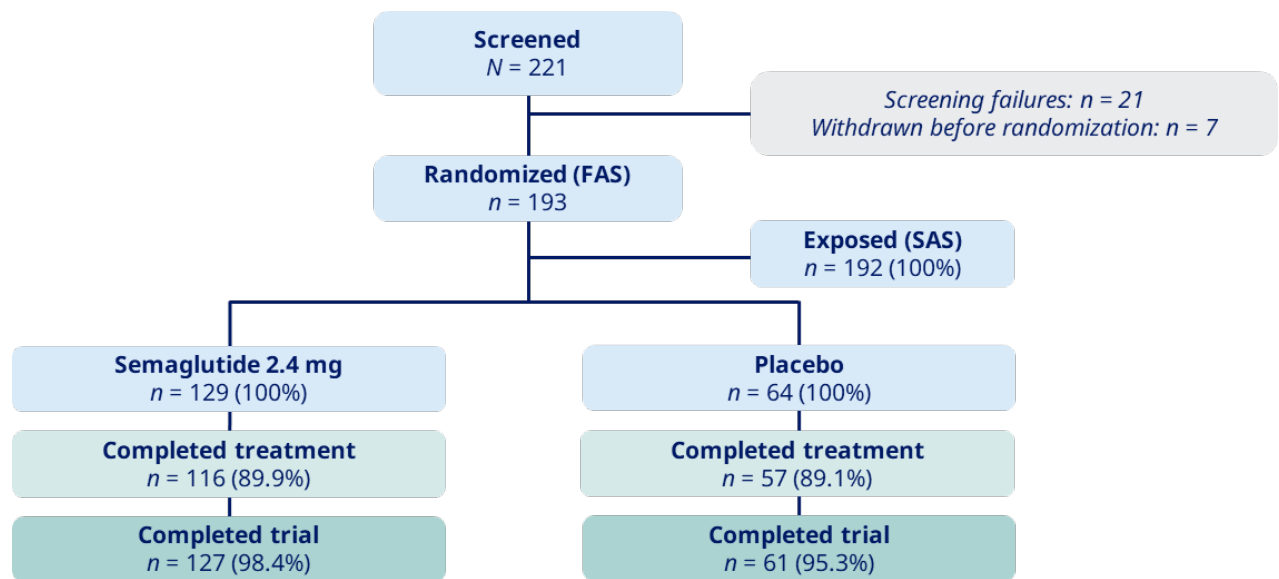 Screened
N = 221
Screening failures: n = 21
Withdrawn before randomization: n = 7
Randomized (FAS)
n = 193
Exposed (SAS)
n = 192 (100%)
Semaglutide 2.4 mg
n = 129 (100%)
Placebo
n = 64 (100%)
Completed treatment
n = 116 (89.9%)
Completed treatment
n = 57 (89.1%)
Completed trial
n = 127 (98.4%)
Completed trial
n = 61 (95.3%)